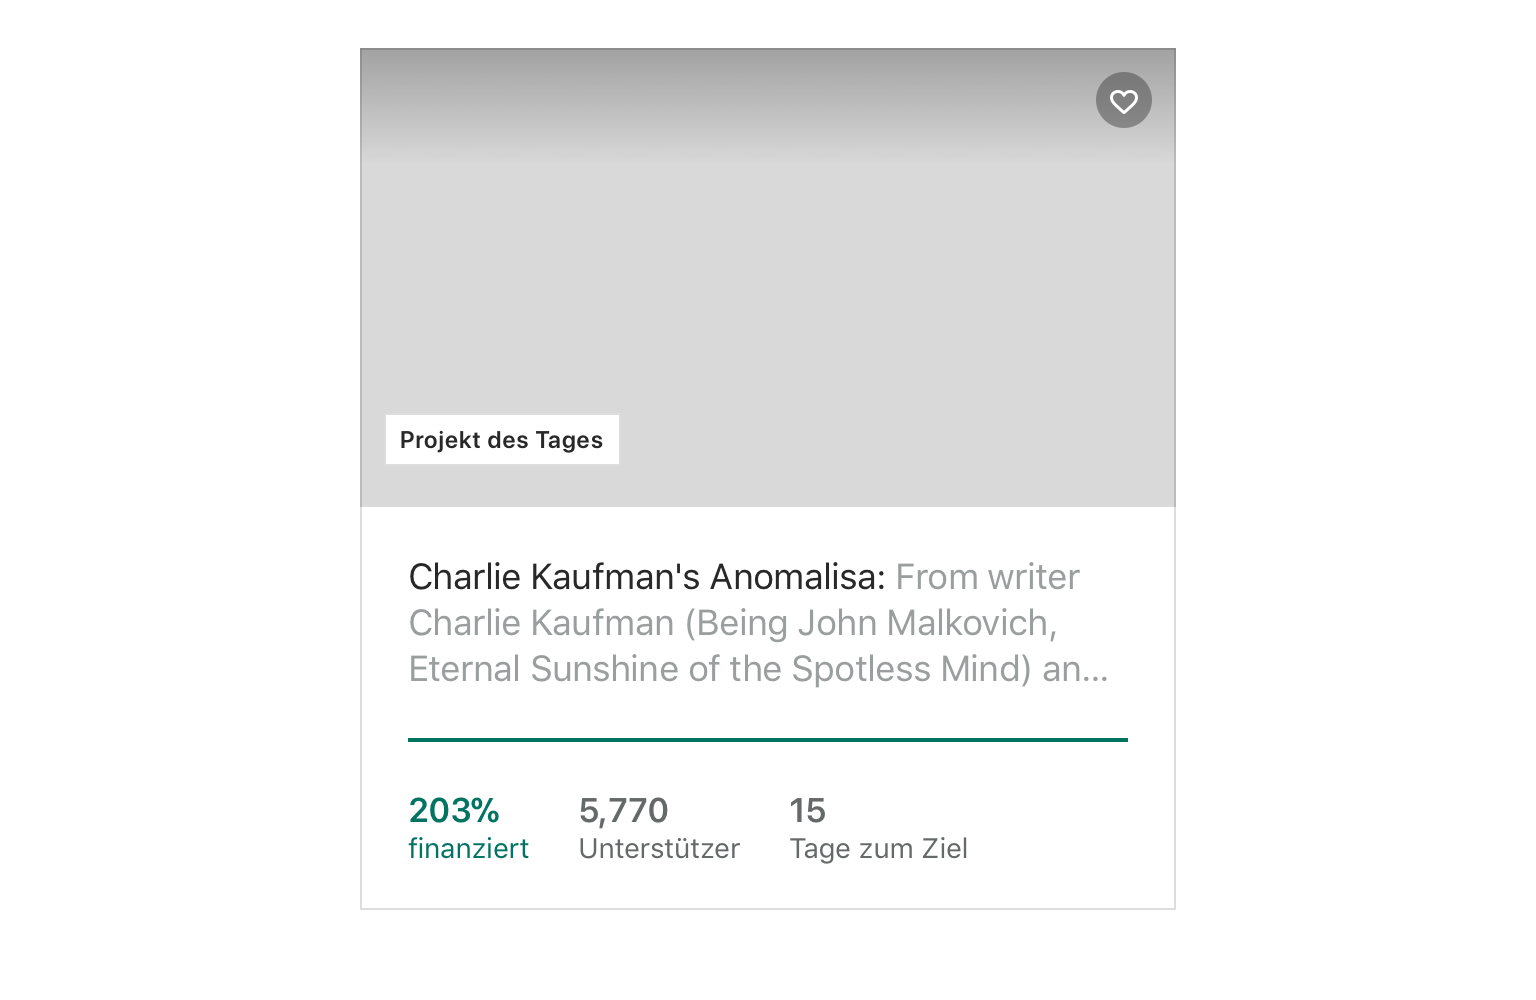 Projekt des Tages
Charlie Kaufman's Anomalisa: From writer
Charlie Kaufman (Being John Malkovich,
Eternal Sunshine of the Spotless Mind) an...
203% 5,770 15
finanziert Unterstützer Tage zum Ziel